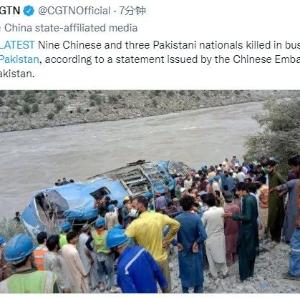 GTN @CGTNOfficial · 7分钟
China state-affiliated media
LATEST Nine Chinese and three Pakistani nationals killed in bus
Pakistan, according to a statement issued by the Chinese Emba
akistan.